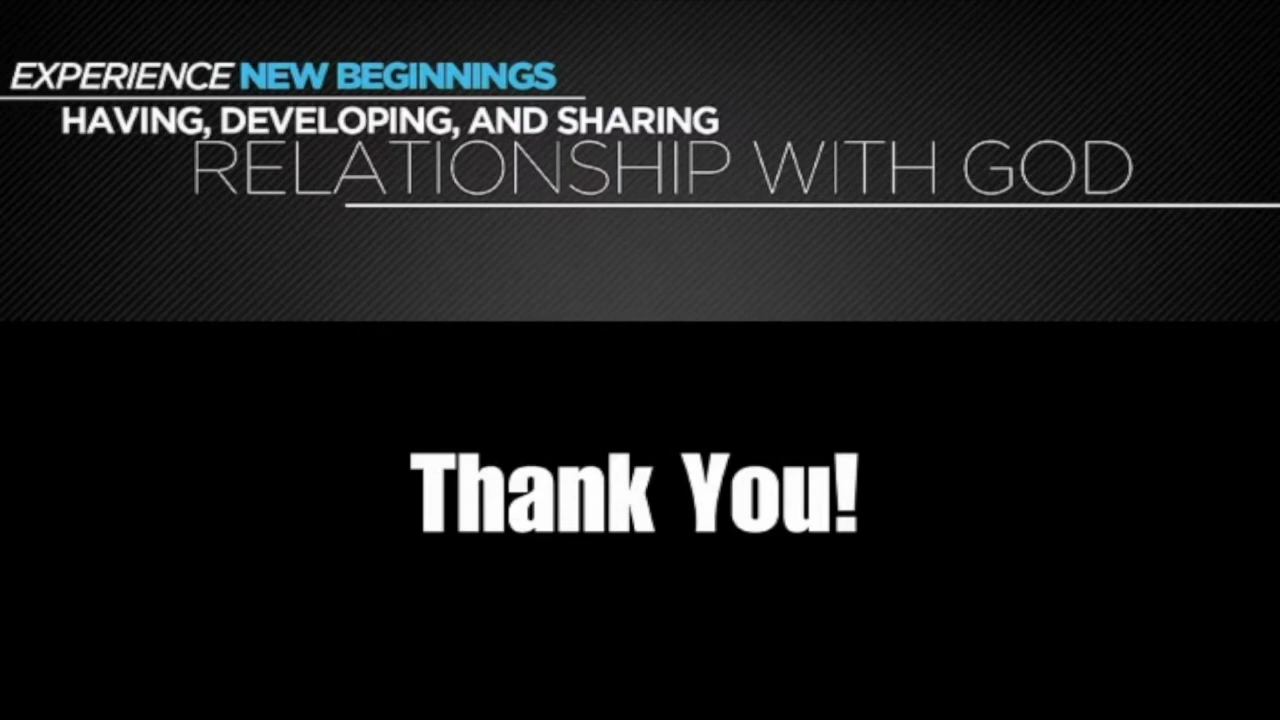 EXPERIENCE NEW BEGINNINGS
HAVING, DEVELOPING, AND SHARING
RELATIONSHIP WITH GOD
Thank You!